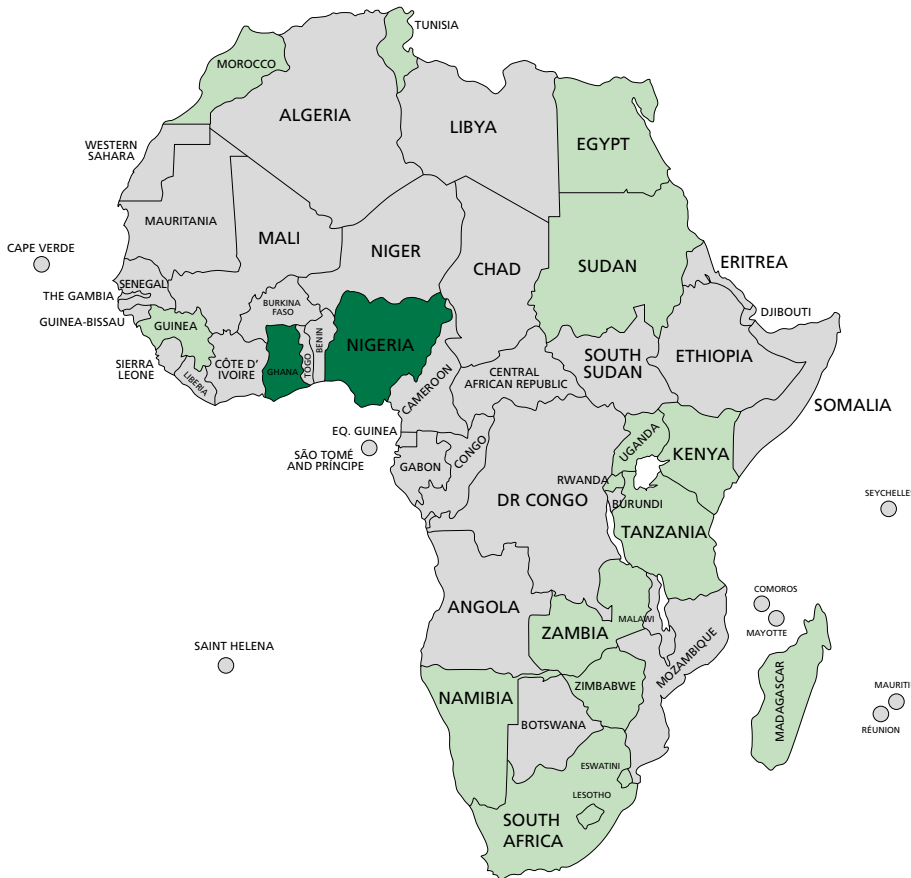 TUNISIA
MOROCCO
ALGERIA
LIBYA
EGYPT
WESTERN
SAHARA
MAURITANIA
MALI
NIGER
CHAD
SUDAN
ERITREA
CAPE VERDE
SENEGAL
THE GAMBIA
GUINEA-BISSAU
GUINEA
BURKINA
FASO
BENIN
TOGO
NIGERIA
DJIBOUTI
SIERRA
LEONE
LIBERIA
CÔTE D'
IVOIRE
GHANA
CAMEROON
CENTRAL
AFRICAN REPUBLIC
SOUTH
SUDAN
ETHIOPIA
SOMALIA
EQ. GUINEA
SÃO TOMÉ
AND PRÍNCIPE
GABON
CONGO
UGANDA
KENYA
RWANDA
DR CONGO
BURUNDI
SEYCHELLE
TANZANIA
COMOROS
ANGOLA
MALAWI
MAYOTTE
ZAMBIA
SAINT HELENA
MOZAMBIQUE
MADAGASCAR
ZIMBABWE
MAURITI
NAMIBIA
BOTSWANA
RÉUNION
ESWATINI
LESOTHO
SOUTH
AFRICA